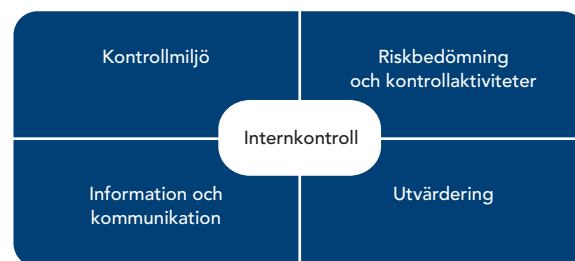 Kontrollmiljö
Riskbedömning
och kontrollaktiviteter
Internkontroll
Information och
kommunikation
Utvärdering